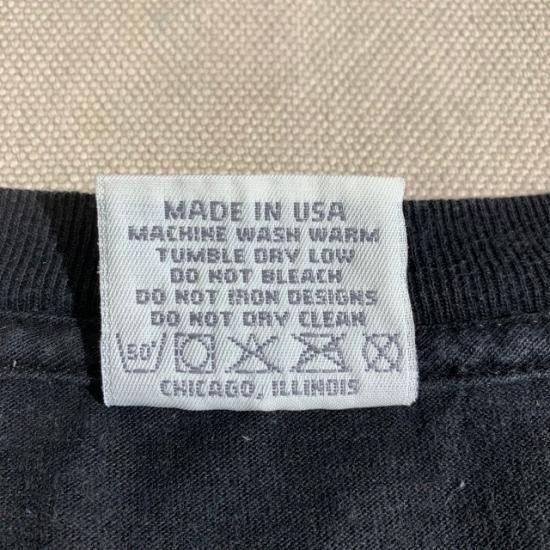 MADE IN USA
MACHINE WASH WARM
TUMBLE DRY LOW
DO NOT BLEACH
DO NOT IRON DESIGNS
DO NOT DRY CLEAN
50°
CHICAGO, ILLINOIS